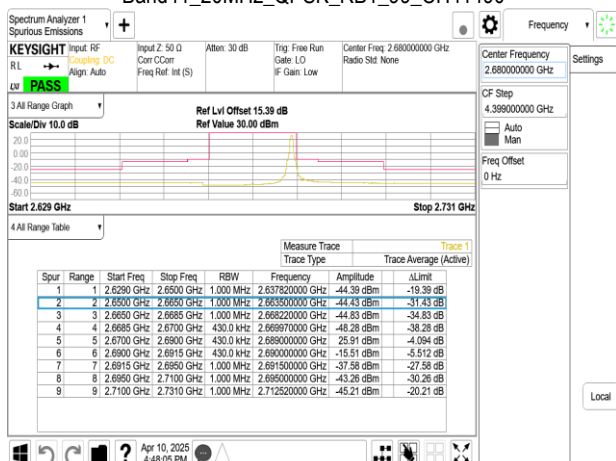 Spectrum Analyzer 1
Spurious Emissions
Frequency
KEYSIGHT Input: RF Input Z: 50 Ω Atten: 30 dB Trig: Free Run Center Freq: 2.680000000 GHz
RL Coupling: DC Corr CCorr Gate: LO Radio Std: None
Align: Auto Freq Ref: Int (S) IF Gain: Low
PASS
Center Frequency
2.680000000 GHz
Settings
CF Step
4.399000000 GHz
Auto
Man
Freq Offset
0 Hz
3 All Range Graph
Ref Lvl Offset 15.39 dB
Scale/Div 10.0 dB Ref Value 30.00 dBm
20.0
0.00
-20.0
-40.0
-60.0
Start 2.629 GHz Stop 2.731 GHz
4 All Range Table
Measure Trace Trace 1
Trace Type Trace Average (Active)
Spur Range Start Freq Stop Freq RBW Frequency Amplitude ΔLimit
1 1 2.6290 GHz 2.6500 GHz 1.000 MHz 2.637820000 GHz -44.39 dBm -19.39 dB
2 2 2.6500 GHz 2.6650 GHz 1.000 MHz 2.663500000 GHz -44.43 dBm -31.43 dB
3 3 2.6650 GHz 2.6685 GHz 1.000 MHz 2.668220000 GHz -44.83 dBm -34.83 dB
4 4 2.6685 GHz 2.6700 GHz 430.0 kHz 2.669970000 GHz -48.28 dBm -38.28 dB
5 5 2.6700 GHz 2.6900 GHz 430.0 kHz 2.689000000 GHz 25.91 dBm -4.094 dB
6 6 2.6900 GHz 2.6915 GHz 430.0 kHz 2.690000000 GHz -15.51 dBm -5.512 dB
7 7 2.6915 GHz 2.6950 GHz 1.000 MHz 2.691500000 GHz -37.58 dBm -27.58 dB
8 8 2.6950 GHz 2.7100 GHz 1.000 MHz 2.695000000 GHz -43.26 dBm -30.26 dB
9 9 2.7100 GHz 2.7310 GHz 1.000 MHz 2.712520000 GHz -45.21 dBm -20.21 dB
Local
Apr 10, 2025
4:48:05 PM